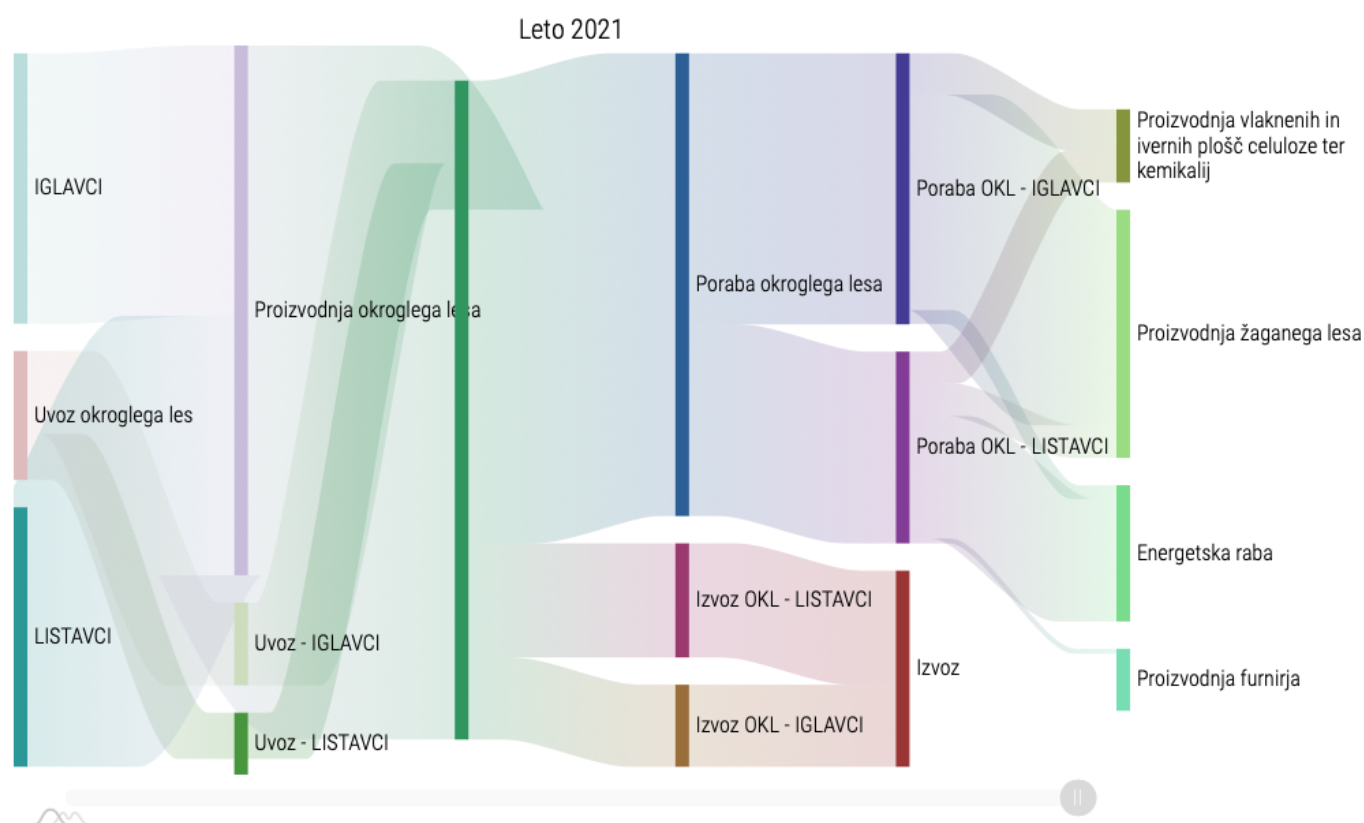 Leto 2021
IGLAVCI
Uvoz okroglega les
LISTAVCI
Proizvodnja okroglega lesa
Uvoz - IGLAVCI
Uvoz - LISTAVCI
Poraba okroglega lesa
Izvoz OKL - LISTAVCI
Izvoz OKL - IGLAVCI
Poraba OKL - IGLAVCI
Poraba OKL - LISTAVCI
Izvoz
Proizvodnja vlaknenih in
ivernih plošč celuloze ter
kemikalij
Proizvodnja žaganega lesa
Energetska raba
Proizvodnja furnirja